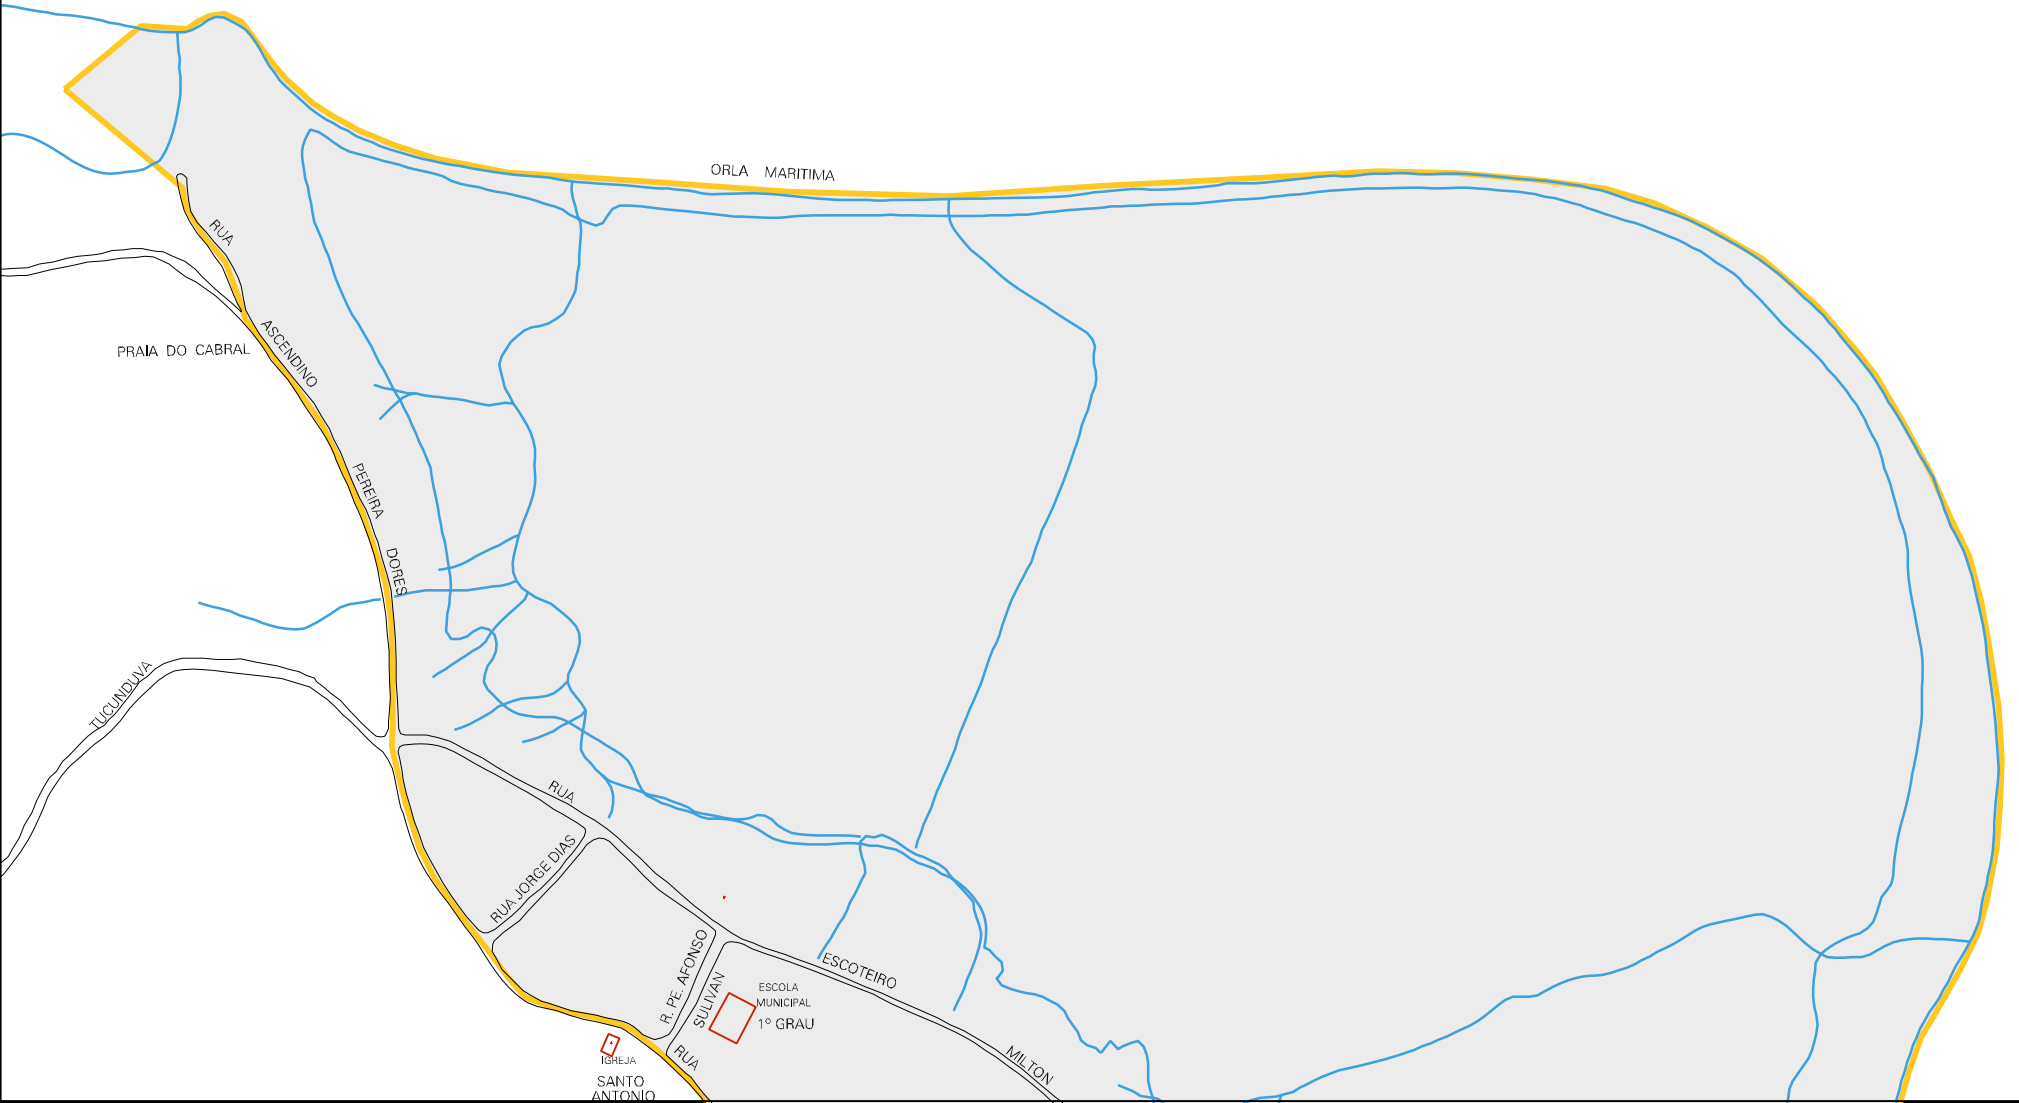 ORLA MARITIMA
RUA
ASCENDINO
PRAIA DO CABRAL
PEREIRA
DORES
TUCUNDUVA
RUA
RUA JORGE DIAS
R. PE. AFONSO
SULIVAN
ESCOTEIRO
ESCOLA
MUNICIPAL
1º GRAU
MILTON
RUA
IGREJA
SANTO
ANTONIO